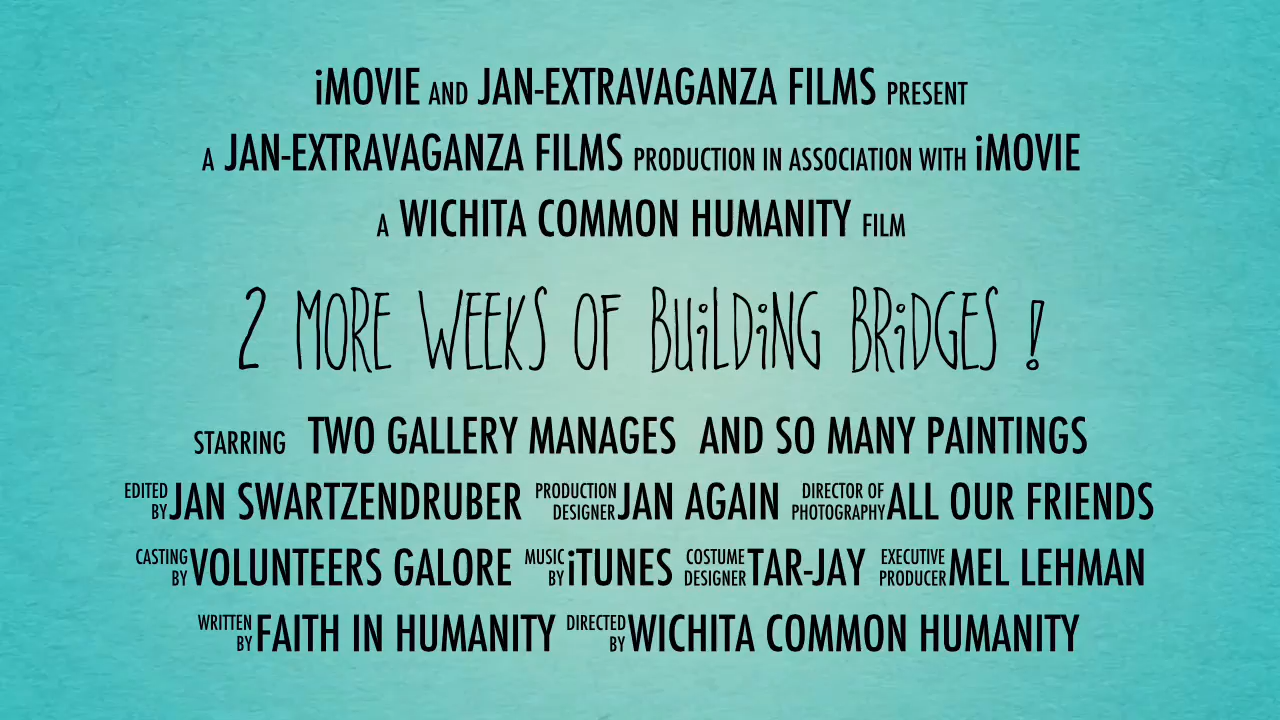 iMOVIE AND JAN-EXTRAVAGANZA FILMS PRESENT
A JAN-EXTRAVAGANZA FILMS PRODUCTION IN ASSOCIATION WITH iMOVIE
A WICHITA COMMON HUMANITY FILM
2 MORE WEEKS OF BUiLDiNG BRiDGES !
STARRING TWO GALLERY MANAGES AND SO MANY PAINTINGS
EDITED BY JAN SWARTZENDRUBER PRODUCTION DESIGNER JAN AGAIN DIRECTOR OF PHOTOGRAPHY ALL OUR FRIENDS
CASTING BY VOLUNTEERS GALORE MUSIC BY iTUNES COSTUME DESIGNER TAR-JAY EXECUTIVE PRODUCER MEL LEHMAN
WRITTEN BY FAITH IN HUMANITY DIRECTED BY WICHITA COMMON HUMANITY